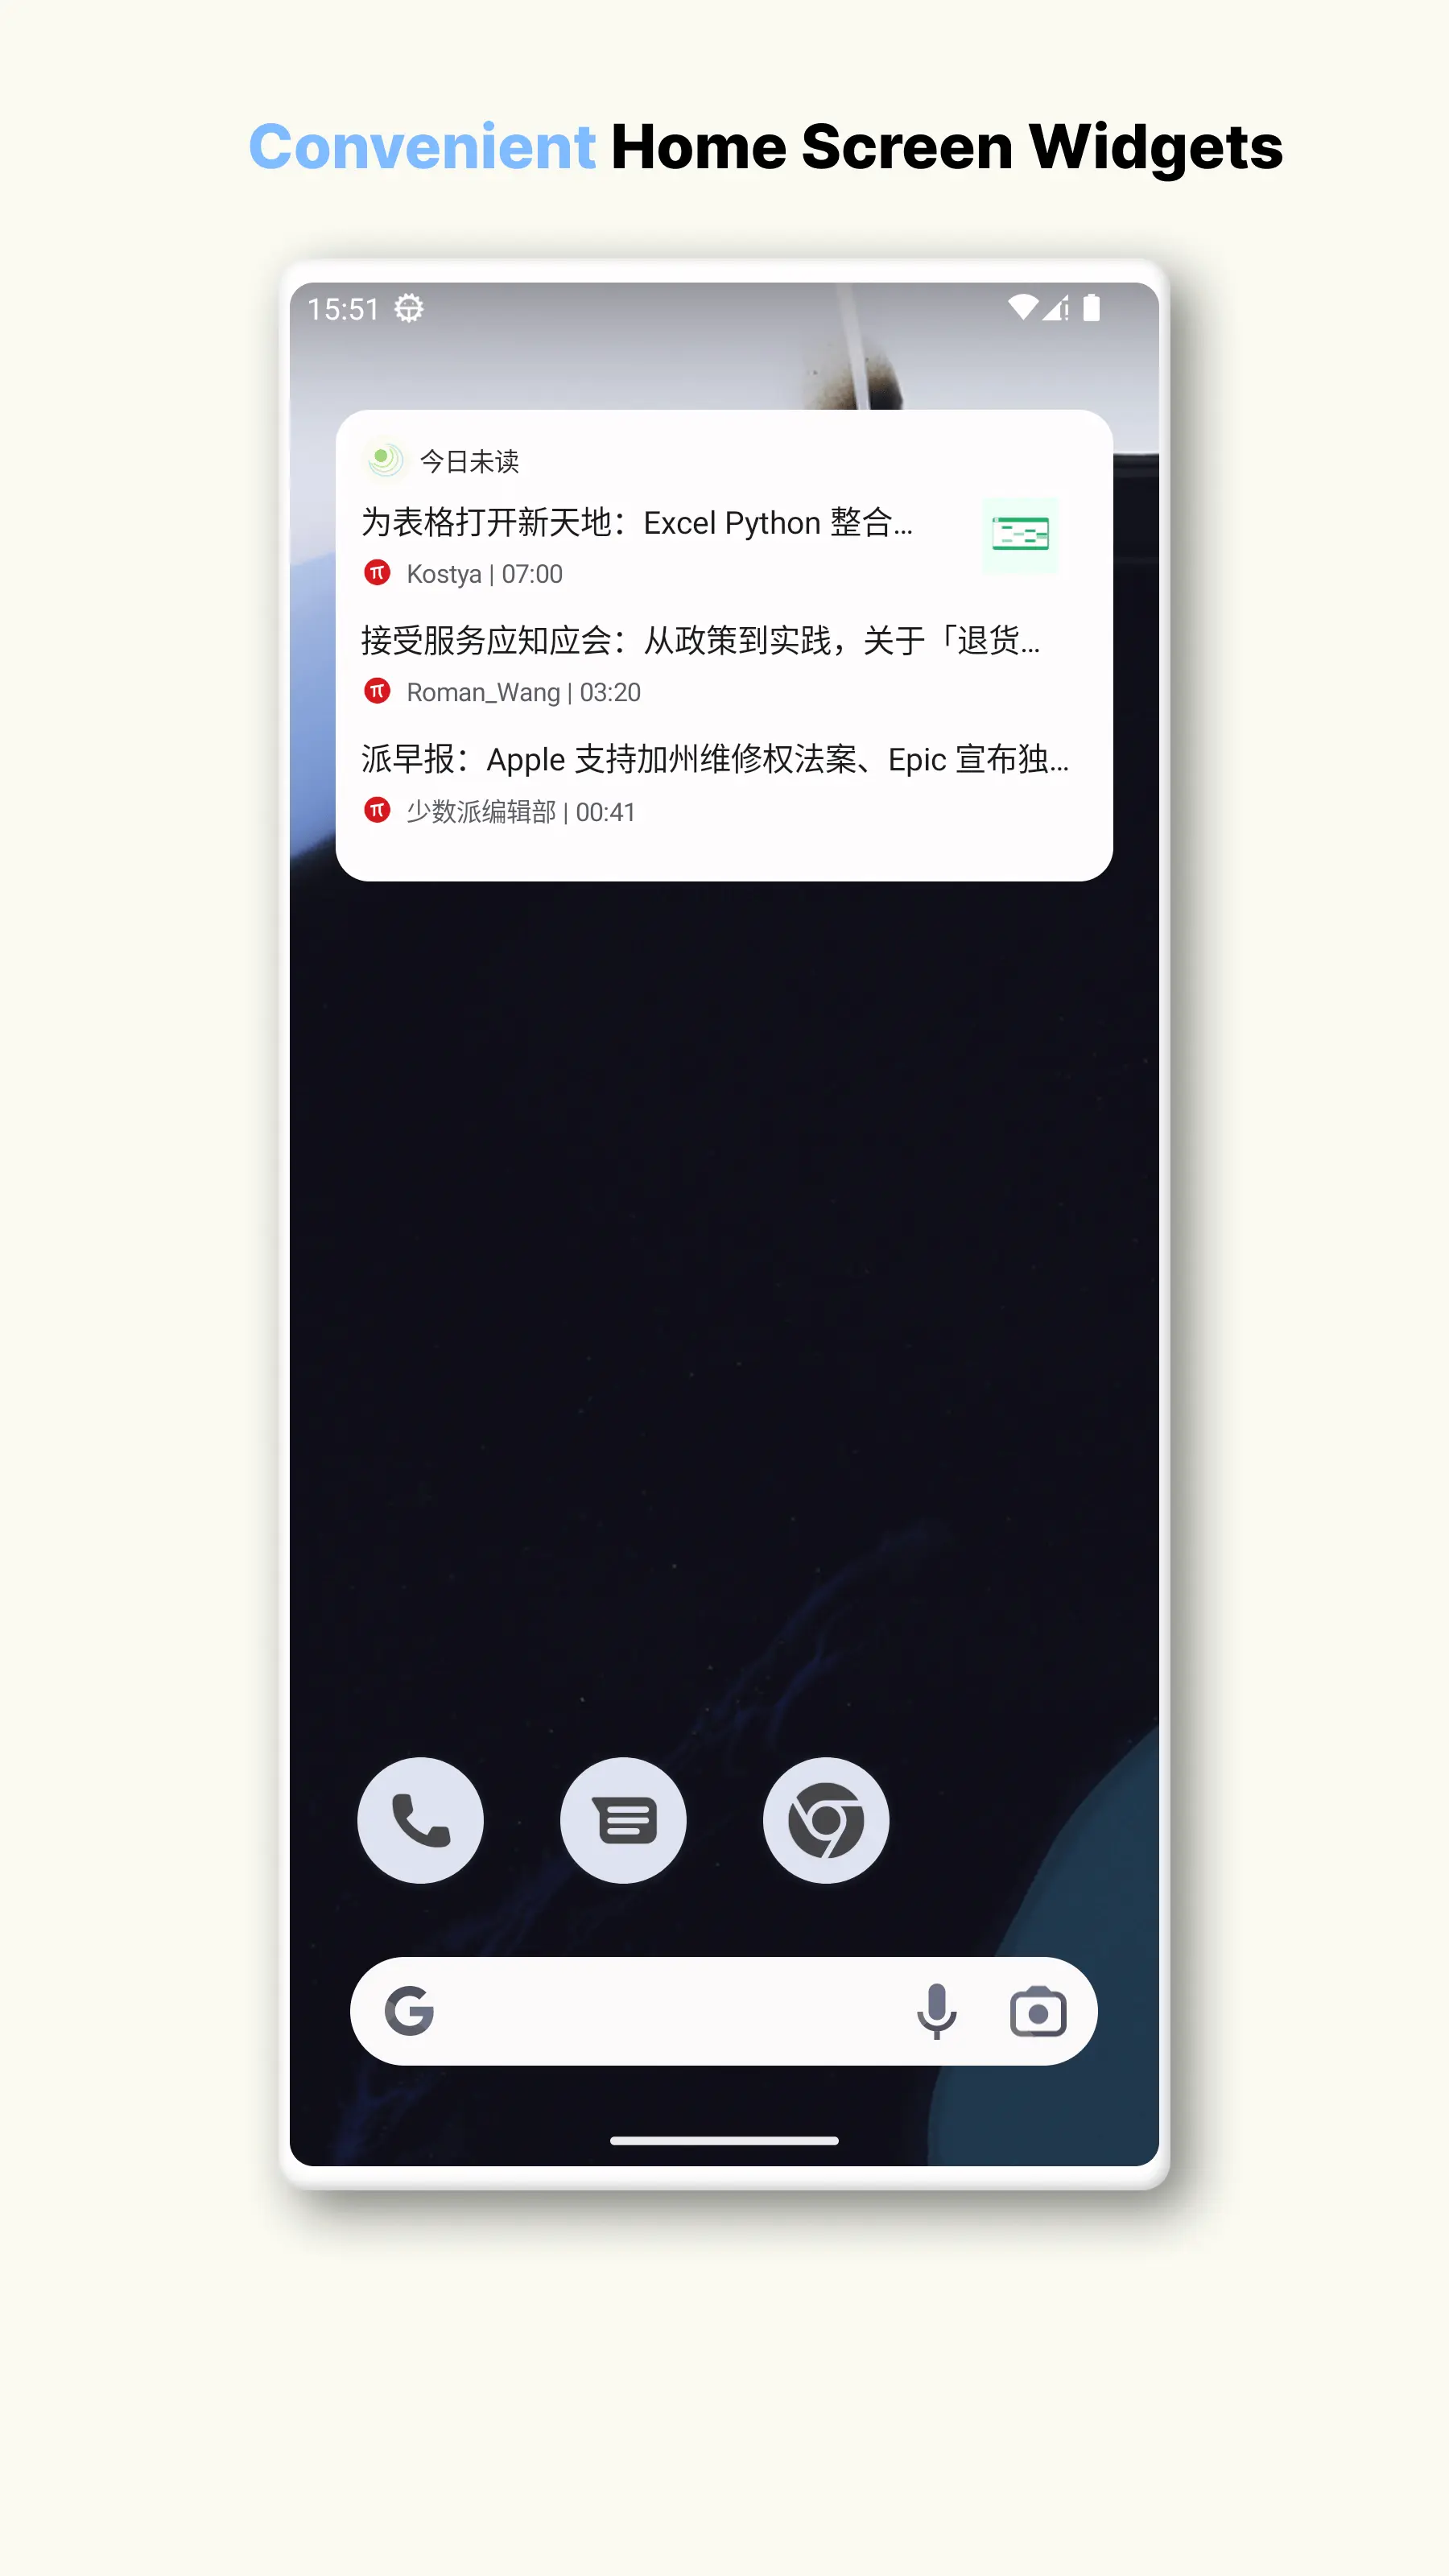 Convenient Home Screen Widgets
15:51
今日未读
为表格打开新天地：Excel Python 整合...
Kostya | 07:00
接受服务应知应会：从政策到实践，关于「退货...
Roman_Wang | 03:20
派早报：Apple 支持加州维修权法案、Epic 宣布独...
少数派编辑部 | 00:41